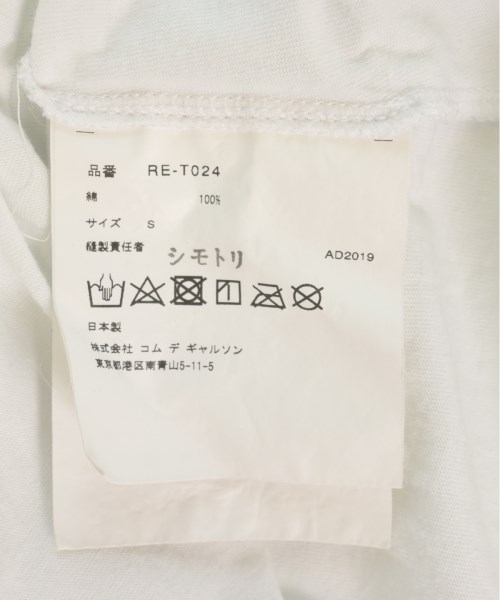 品番 RE-T024
綿 100%
サイズ S
縫製責任者 シモトリ AD2019
日本製
株式会社 コム デ ギャルソン
東京都港区南青山5-11-5